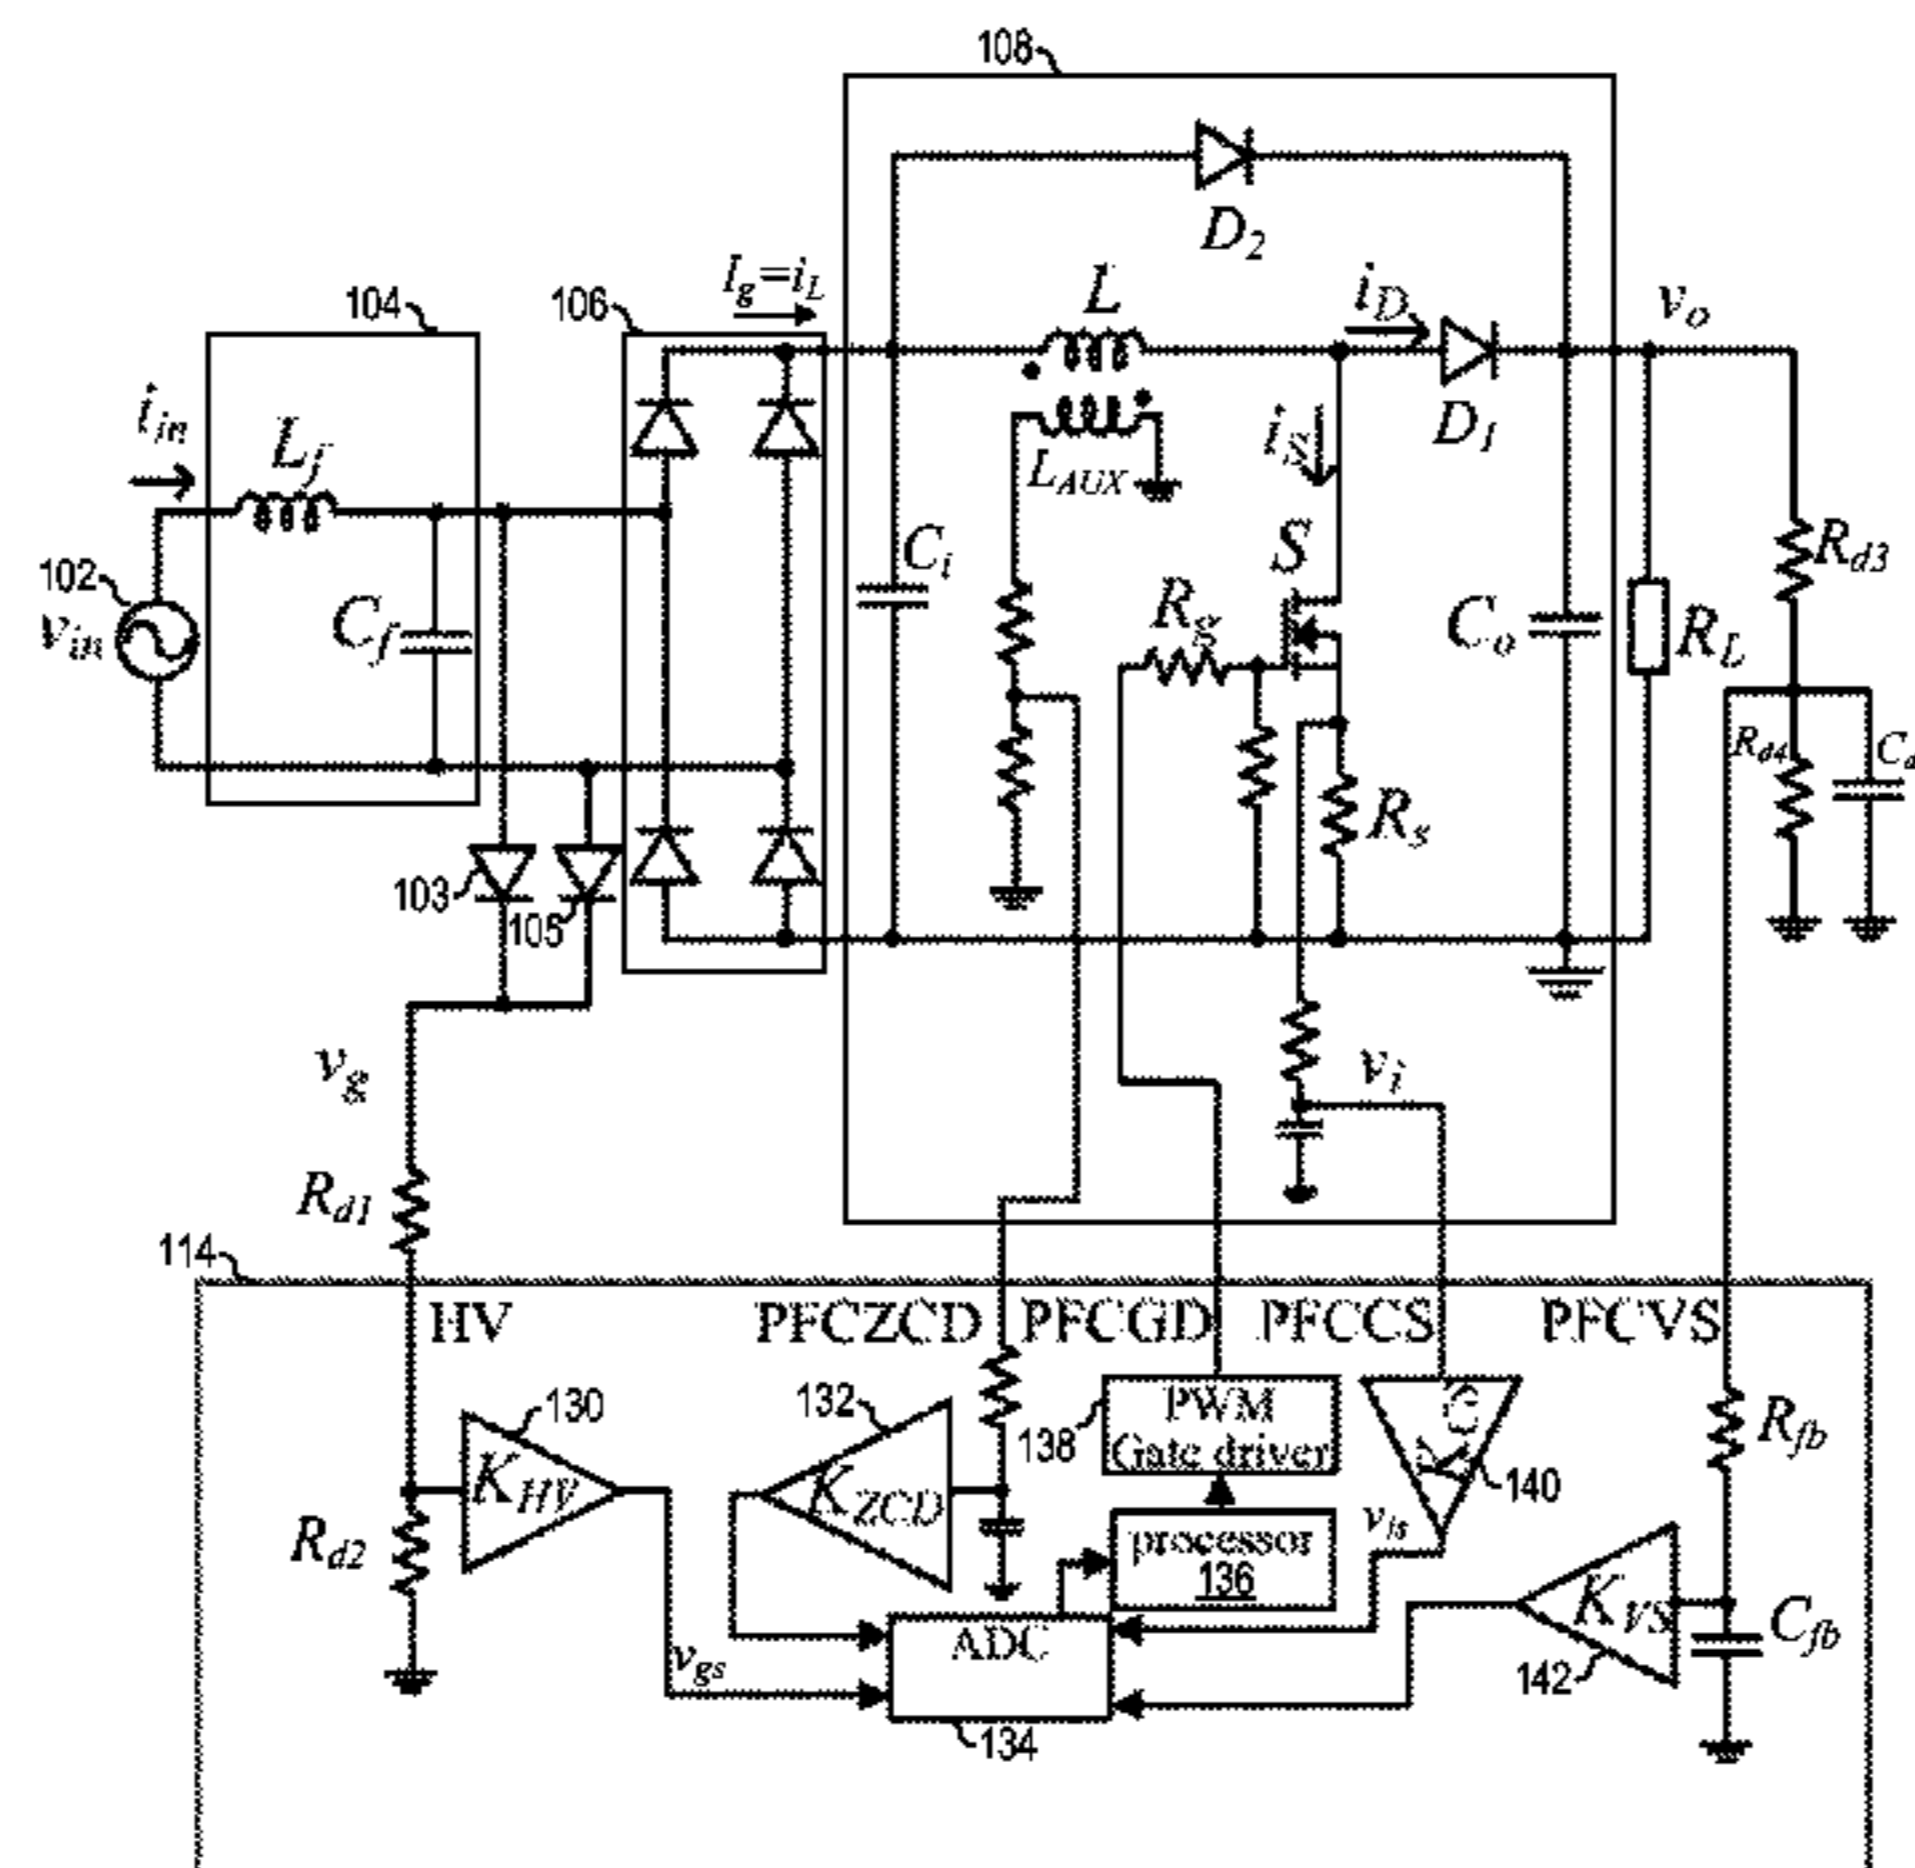 108
D2
Ig=iL
104
106
L
iD
vo
iin
Lf
D1
iS
LAUX
102
vin
Cf
Ci
S
Rg
Co
RL
Rd3
Rd4
Rs
103
105
vg
vi
Rd1
114
HV
PFCZCD
PFCGD
PFCCS
PFCVS
130
132
138
PWM
Gate driver
Rfb
KHV
KZCD
140
Rd2
vis
processor
136
KVS
Cfb
ADC
vgs
142
134